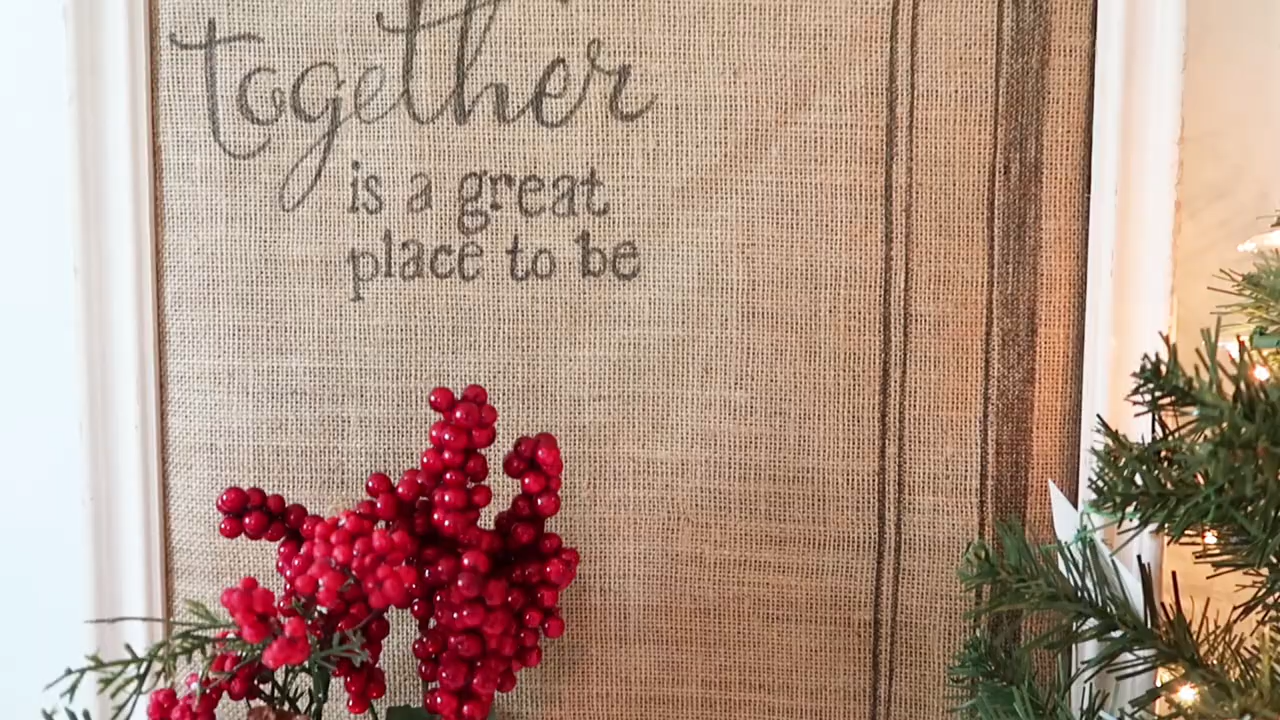 together
is a great
place to be